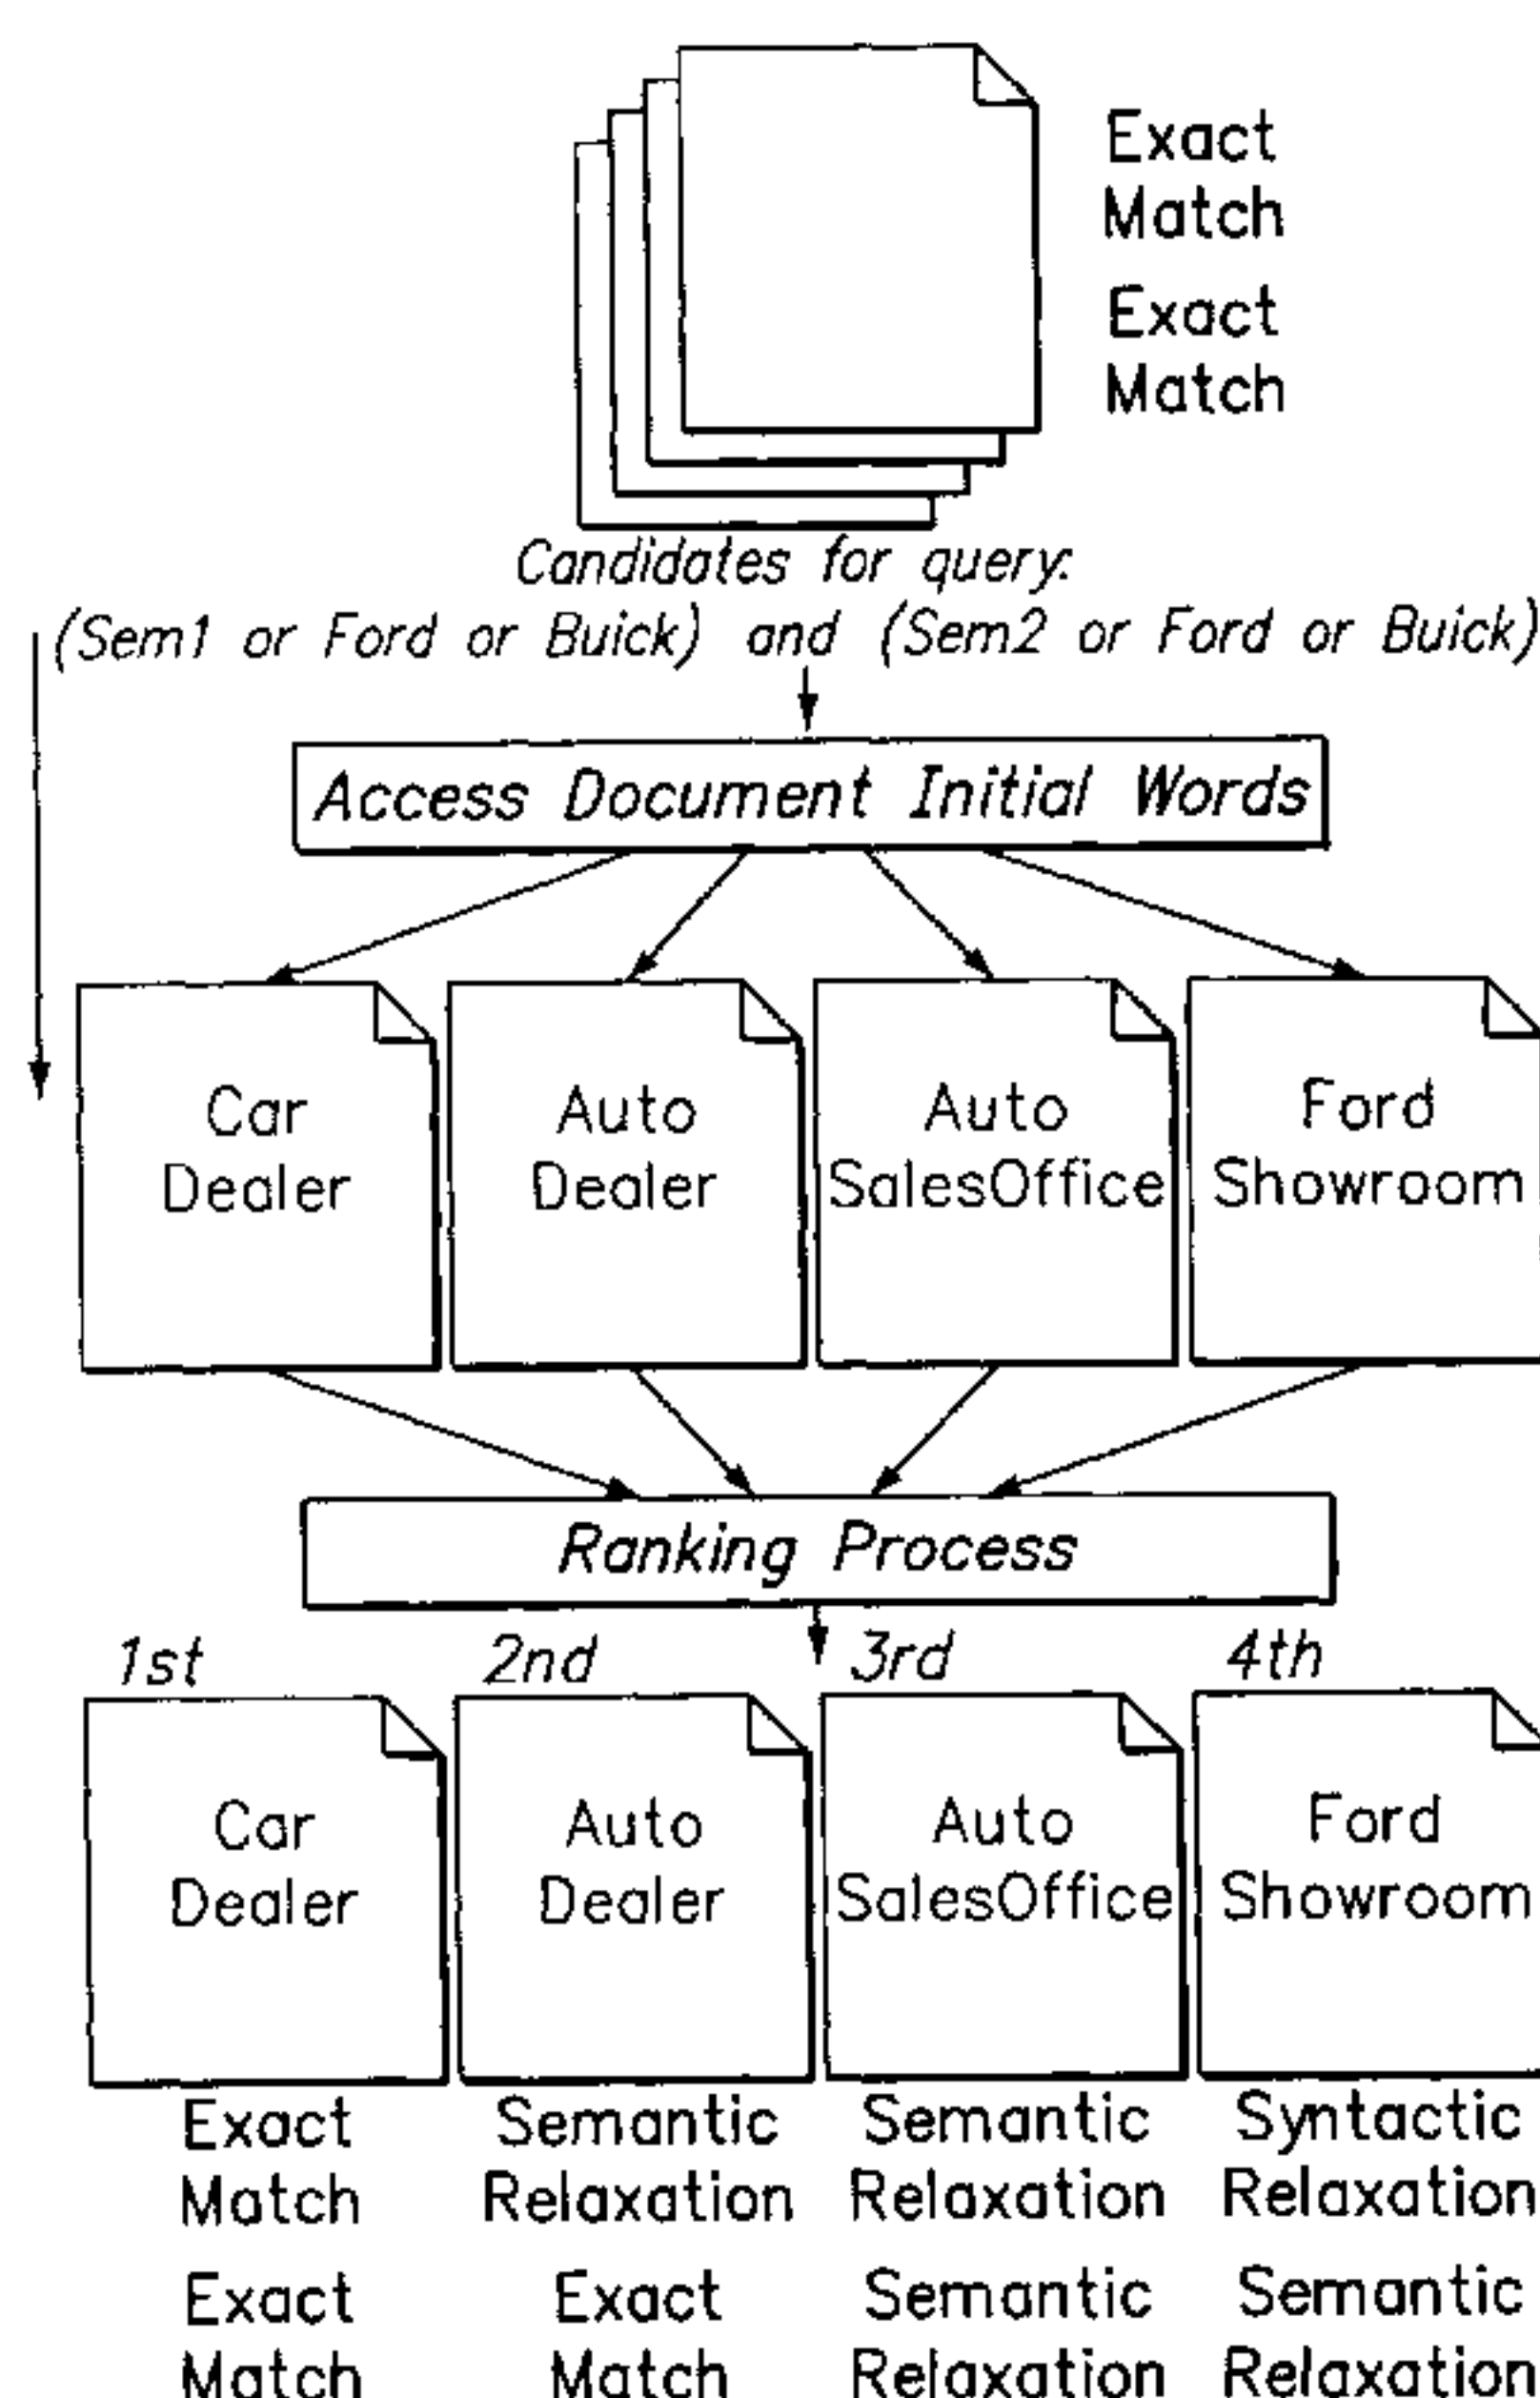 Exact
Match
Exact
Match
Candidates for query:
(Sem1 or Ford or Buick) and (Sem2 or Ford or Buick)
Access Document Initial Words
Car
Dealer
Auto
Dealer
Auto
SalesOffice
Ford
Showroom
Ranking Process
1st 2nd 3rd 4th
Car
Dealer
Auto
Dealer
Auto
SalesOffice
Ford
Showroom
Exact
Match
Exact
Match
Semantic
Relaxation
Exact
Match
Semantic
Relaxation
Semantic
Relaxation
Syntactic
Relaxation
Semantic
Relaxation